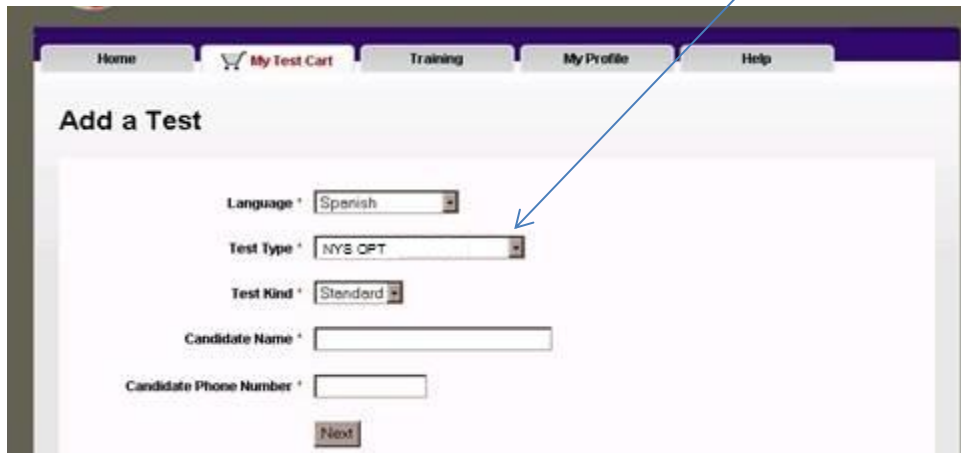 Home My Test Cart Training My Profile Help
Add a Test
Language * Spanish
Test Type * NYS OPT
Test Kind * Standard
Candidate Name *
Candidate Phone Number *
Next